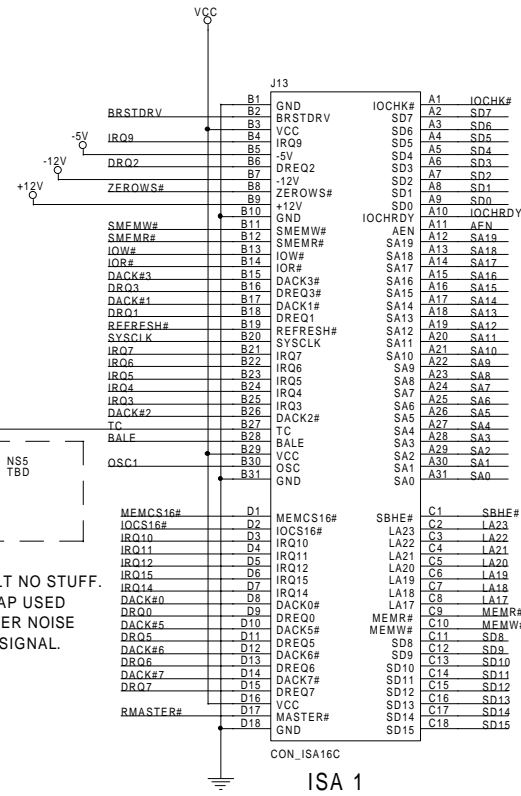 VCC
J13
B1 GND IOCHK# A1 IOCHK#
BRSTDRV B2 BRSTDRV SD7 A2 SD7
B3 VCC SD6 A3 SD6
-5V IRQ9 B4 IRQ9 SD5 A4 SD5
B5 -5V SD4 A5 SD4
-12V DRQ2 B6 DREQ2 SD3 A6 SD3
B7 -12V SD2 A7 SD2
+12V ZEROWS# B8 ZEROWS# SD1 A8 SD1
B9 +12V SD0 A9 SD0
B10 GND IOCHRDY A10 IOCHRDY
SMEMW# B11 SMEMW# AEN A11 AEN
SMEMR# B12 SMEMR# SA19 A12 SA19
IOW# B13 IOW# SA18 A13 SA18
IOR# B14 IOR# SA17 A14 SA17
DACK#3 B15 DACK3# SA16 A15 SA16
DRQ3 B16 DREQ3# SA15 A16 SA15
DACK#1 B17 DACK1# SA14 A17 SA14
DRQ1 B18 DREQ1 SA13 A18 SA13
REFRESH# B19 REFRESH# SA12 A19 SA12
SYSCLK B20 SYSCLK SA11 A20 SA11
IRQ7 B21 IRQ7 SA10 A21 SA10
IRQ6 B22 IRQ6 SA9 A22 SA9
IRQ5 B23 IRQ5 SA8 A23 SA8
IRQ4 B24 IRQ4 SA7 A24 SA7
IRQ3 B25 IRQ3 SA6 A25 SA6
DACK#2 B26 DACK2# SA5 A26 SA5
TC B27 TC SA4 A27 SA4
BALE B28 BALE SA3 A28 SA3
B29 VCC SA2 A29 SA2
OSC1 B30 OSC SA1 A30 SA1
B31 GND SA0 A31 SA0
NS5
TBD
MEMCS16# D1 MEMCS16# SBHE# C1 SBHE#
IOCS16# D2 IOCS16# LA23 C2 LA23
IRQ10 D3 IRQ10 LA22 C3 LA22
IRQ11 D4 IRQ11 LA21 C4 LA21
IRQ12 D5 IRQ12 LA20 C5 LA20
IRQ15 D6 IRQ15 LA19 C6 LA19
IRQ14 D7 IRQ14 LA18 C7 LA18
DACK#0 D8 DACK0# LA17 C8 LA17
DRQ0 D9 DREQ0 MEMR# C9 MEMR#
DACK#5 D10 DACK5# MEMW# C10 MEMW#
DRQ5 D11 DREQ5 SD8 C11 SD8
DACK#6 D12 DACK6# SD9 C12 SD9
DRQ6 D13 DREQ6 SD10 C13 SD10
DACK#7 D14 DACK7# SD11 C14 SD11
DRQ7 D15 DREQ7 SD12 C15 SD12
D16 VCC SD13 C16 SD13
RMASTER# D17 MASTER# SD14 C17 SD14
D18 GND SD15 C18 SD15
LT NO STUFF.
AP USED
ER NOISE
SIGNAL.
CON_ISA16C
ISA 1